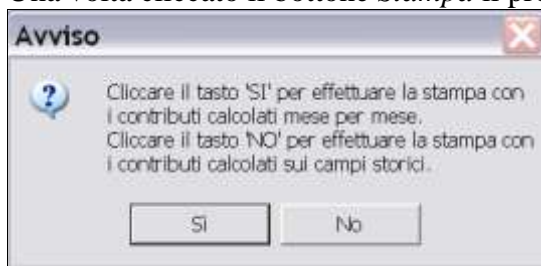 Avviso
Cliccare il tasto 'SI' per effettuare la stampa con
i contributi calcolati mese per mese.
Cliccare il tasto 'NO' per effettuare la stampa con
i contributi calcolati sui campi storici.
Sì
No